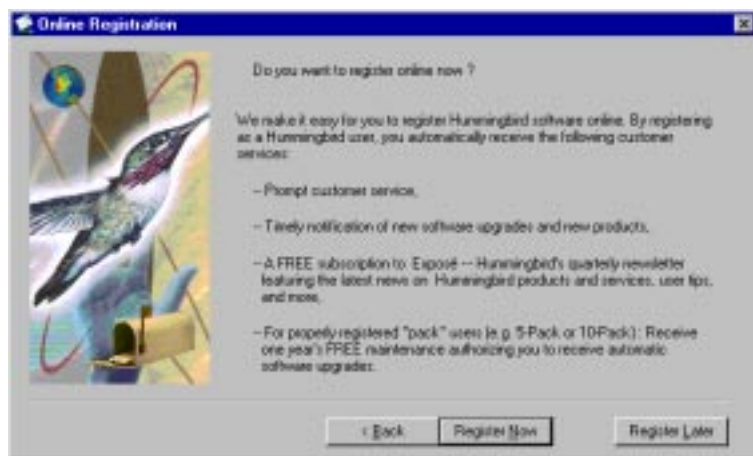 Online Registration
Do you want to register online now ?
We make it easy for you to register Hummingbird software online. By registering
as a Hummingbird user, you automatically receive the following customer
services:
-- Prompt customer service,
-- Timely notification of new software upgrades and new products,
-- A FREE subscription to Exposé -- Hummingbird's quarterly newsletter
featuring the latest news on Hummingbird products and services, user tips,
and more,
-- For properly registered "pack" users (e.g. 5-Pack or 10-Pack) : Receive
one year's FREE maintenance authorizing you to receive automatic
software upgrades.
< Back
Register Now
Register Later